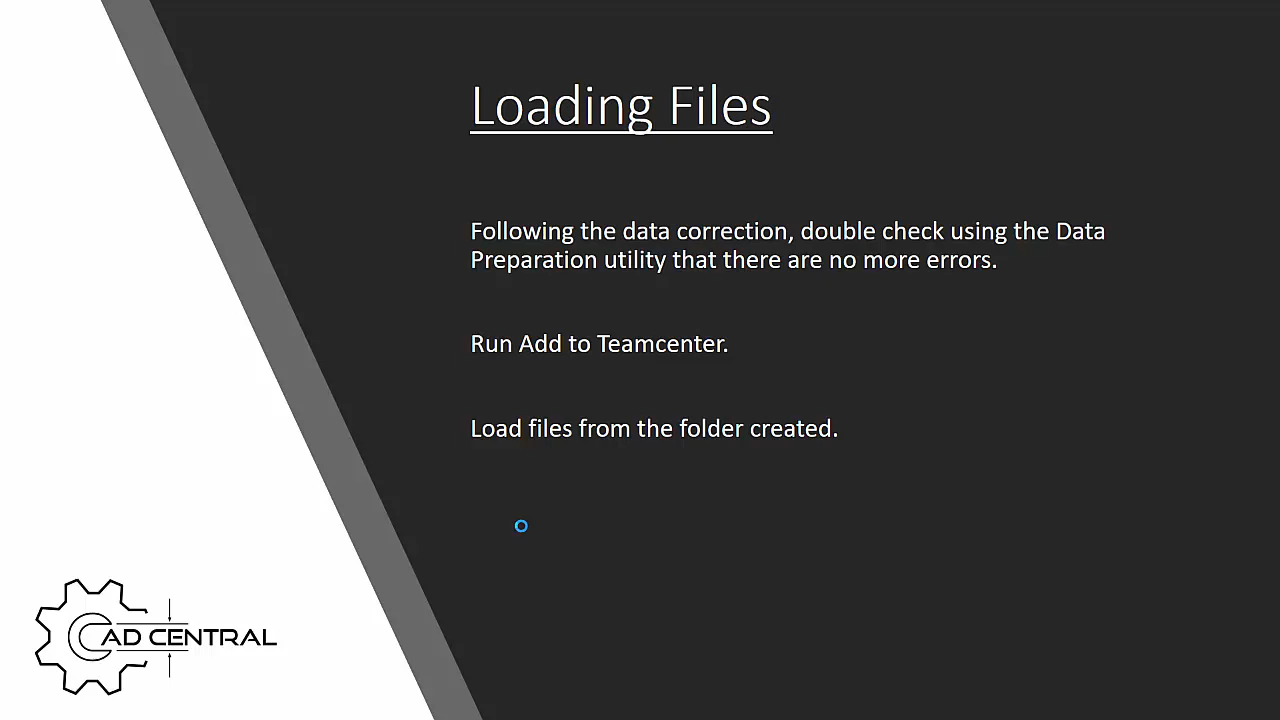 Loading Files
Following the data correction, double check using the Data
Preparation utility that there are no more errors.
Run Add to Teamcenter.
Load files from the folder created.
CAD CENTRAL